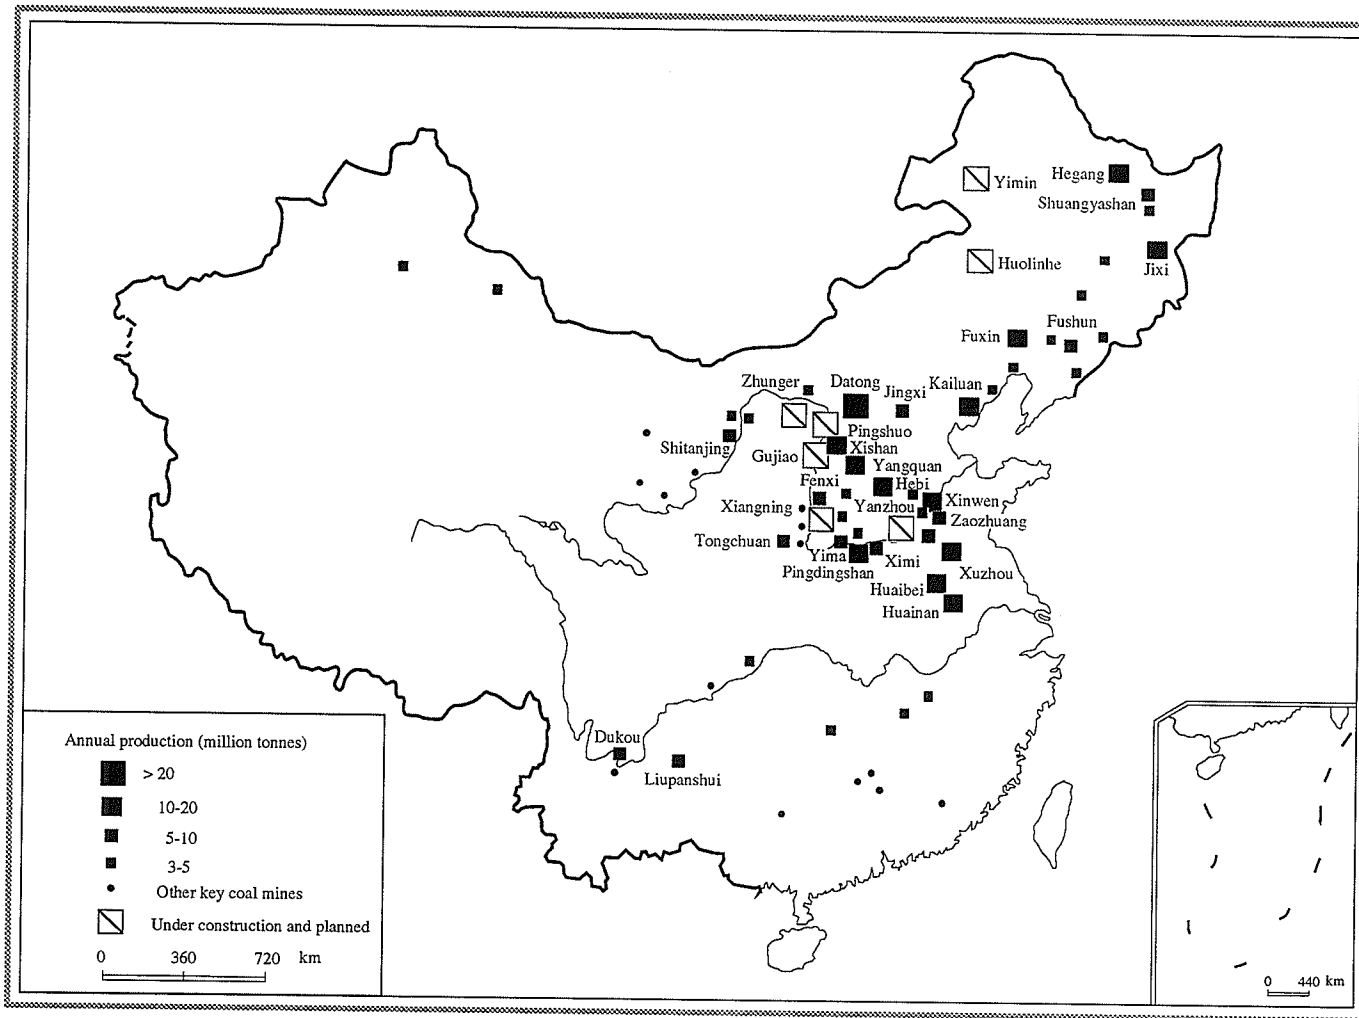 Yimin
Hegang
Shuangyashan
Huolinhe
Jixi
Fuxin
Fushun
Zhunger
Datong
Jingxi
Kailuan
Pingshuo
Shitanjing
Gujiao
Xishan
Yangquan
Fenxi
Hebi
Xiangning
Yanzhou
Xinwen
Zaozhuang
Tongchuan
Yima
Ximi
Pingdingshan
Xuzhou
Huaibei
Huainan
Dukou
Liupanshui
Annual production (million tonnes)
> 20
10-20
5-10
3-5
Other key coal mines
Under construction and planned
0 360 720 km
0 440 km